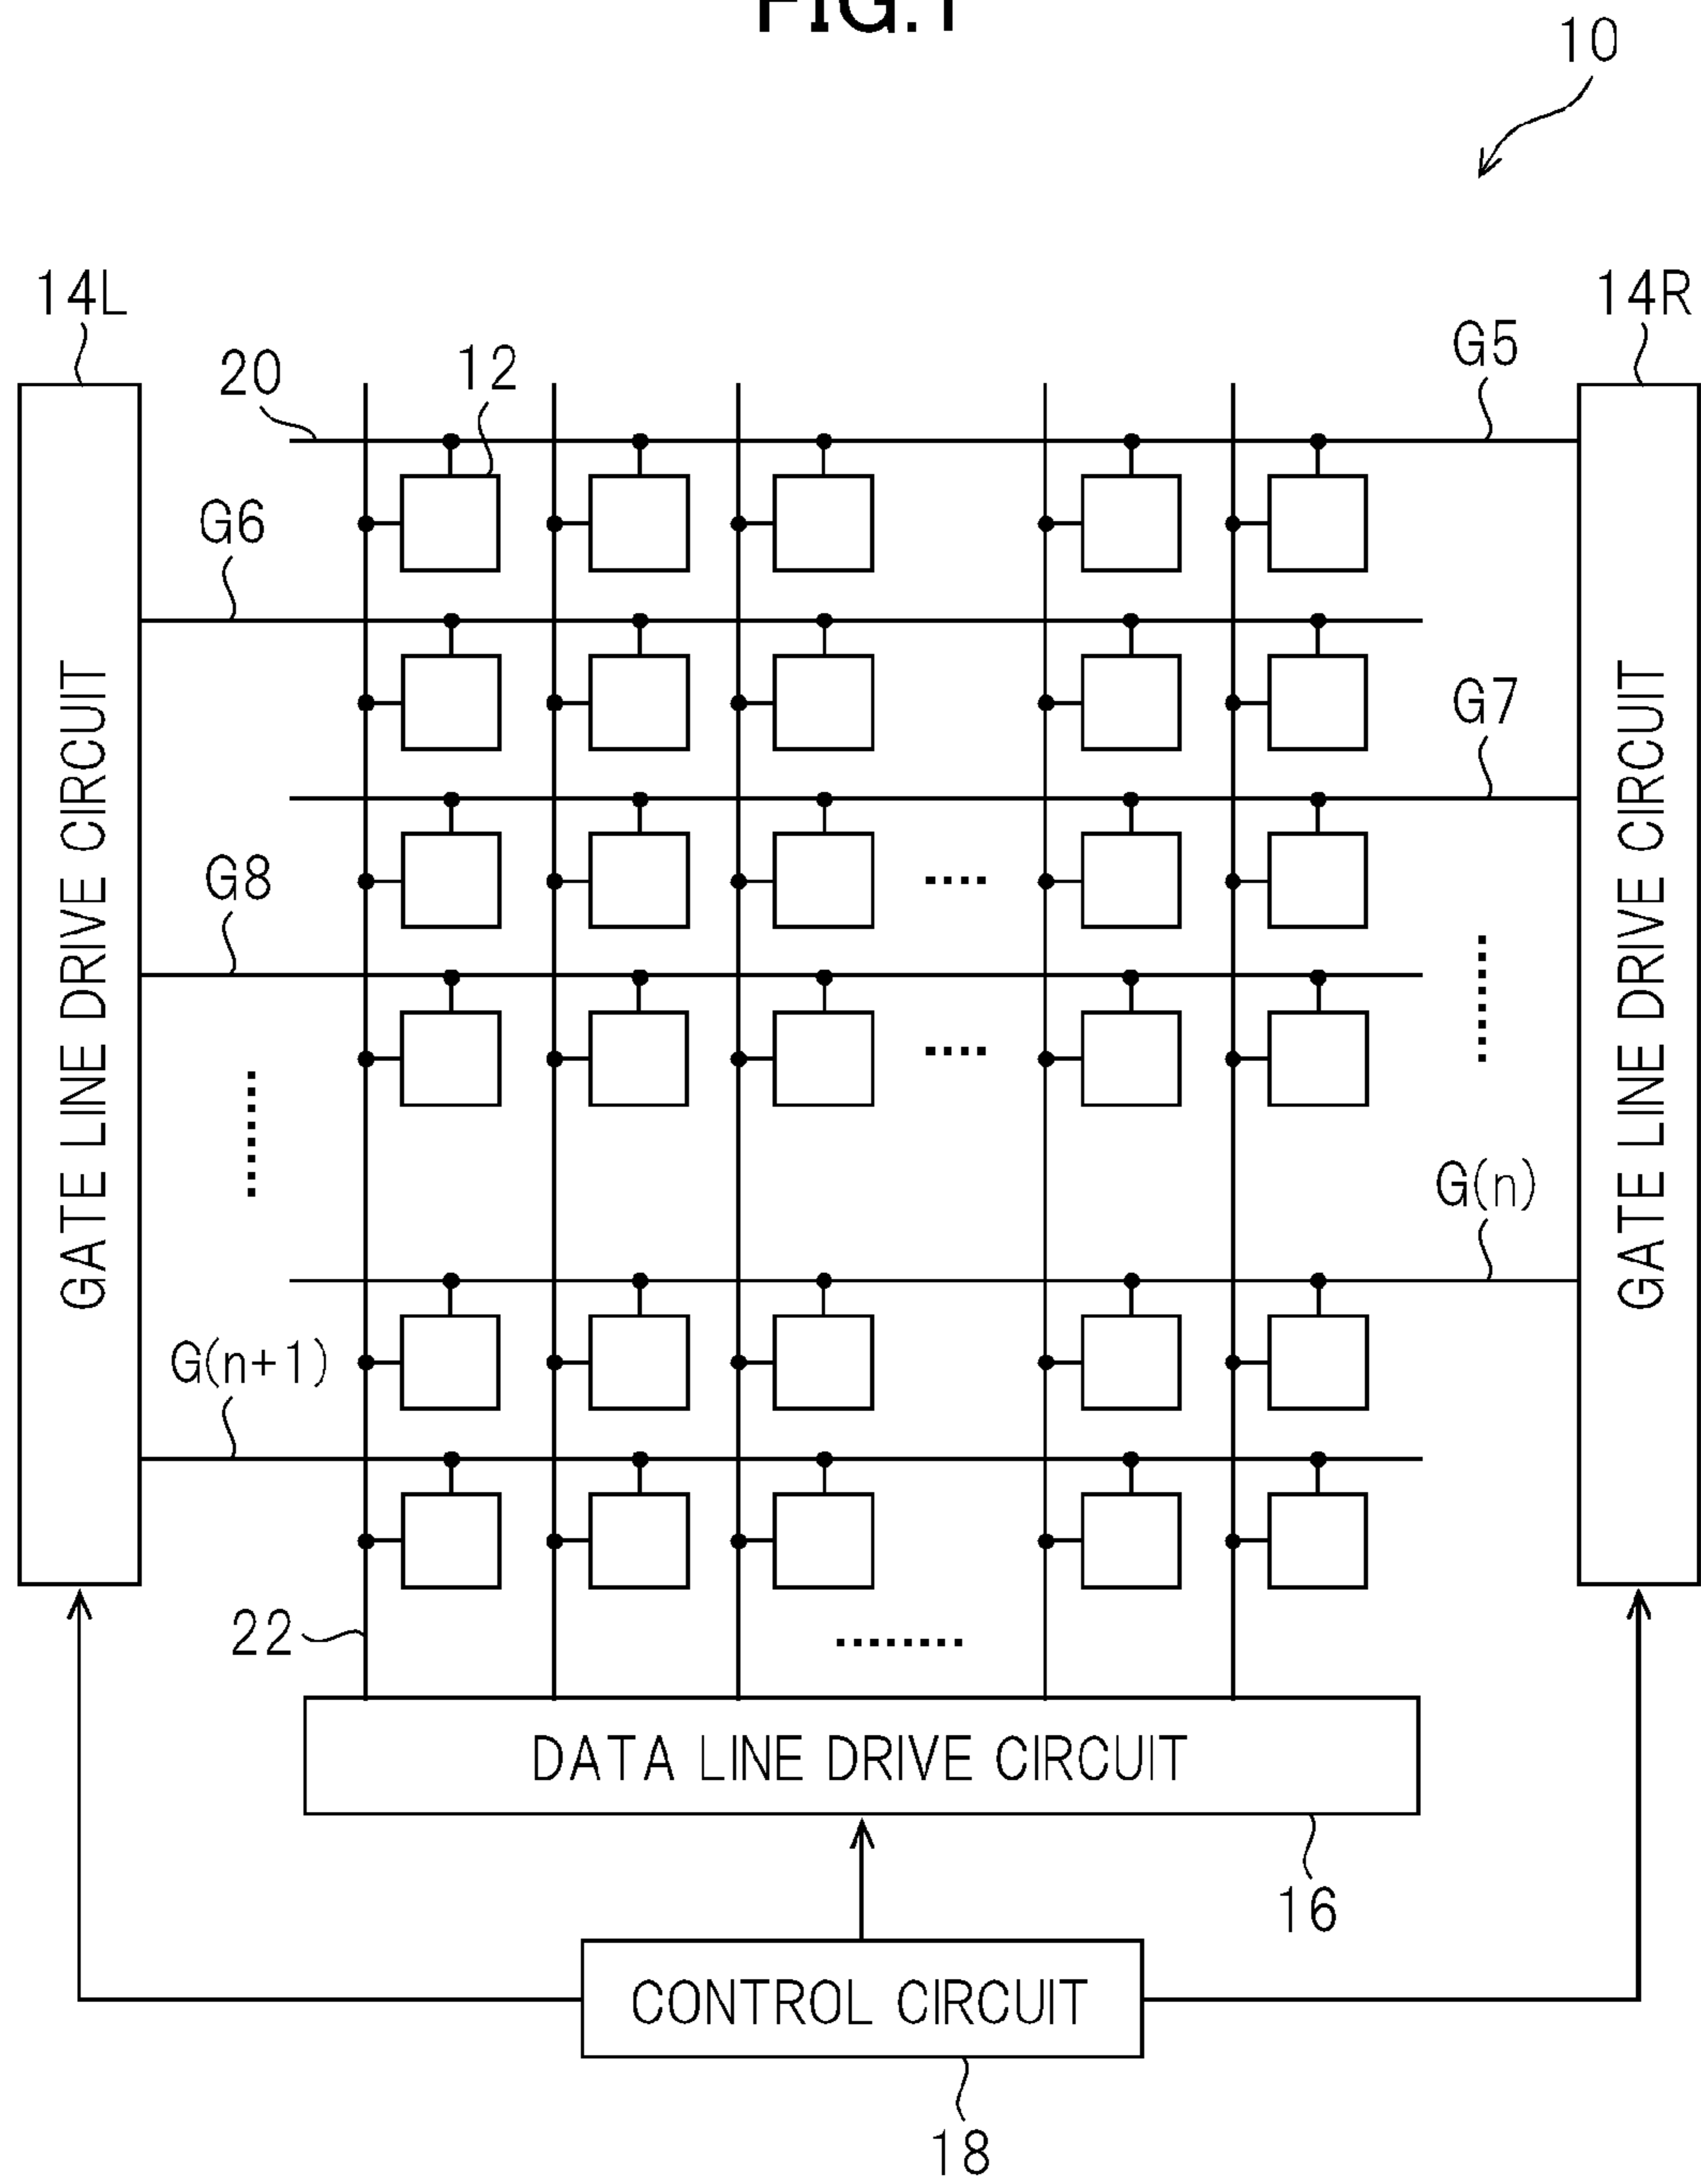 FIG.1
10
14L
14R
G5
20
12
G6
G7
G8
GATE LINE DRIVE CIRCUIT
GATE LINE DRIVE CIRCUIT
G(n)
G(n+1)
22
DATA LINE DRIVE CIRCUIT
16
CONTROL CIRCUIT
18